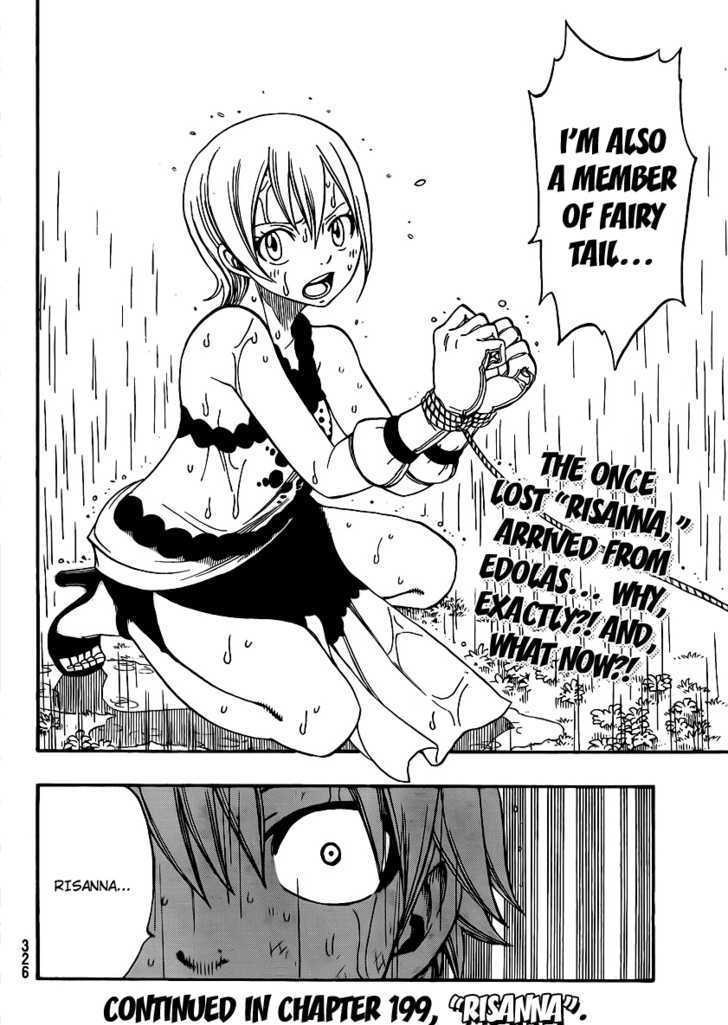 I'M ALSO
A MEMBER
OF FAIRY
TAIL...
THE ONCE
LOST "RISANNA,"
ARRIVED FROM
EDOLAS... WHY,
EXACTLY?! AND,
WHAT NOW?!
RISANNA...
326
CONTINUED IN CHAPTER 199, "RISANNA".